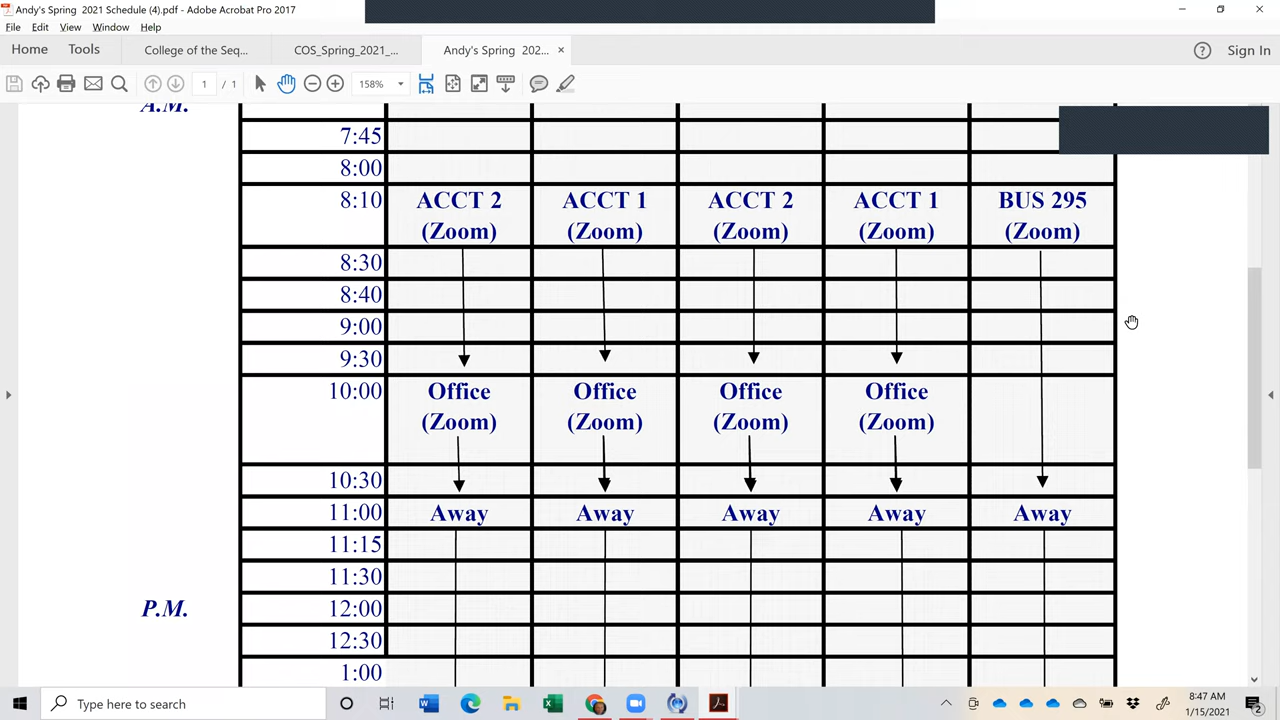 Andy's Spring  2021 Schedule (4).pdf - Adobe Acrobat Pro 2017
File Edit View Window Help
Home Tools College of the Seq... COS_Spring_2021_... Andy's Spring  202... × ? Sign In
1 / 1 158%
A.M.
7:45
8:00
8:10 ACCT 2 ACCT 1 ACCT 2 ACCT 1 BUS 295
(Zoom) (Zoom) (Zoom) (Zoom) (Zoom)
8:30
8:40
9:00
9:30
10:00 Office Office Office Office
(Zoom) (Zoom) (Zoom) (Zoom)
10:30
11:00 Away Away Away Away Away
11:15
11:30
P.M. 12:00
12:30
1:00
Type here to search 8:47 AM
1/15/2021 2